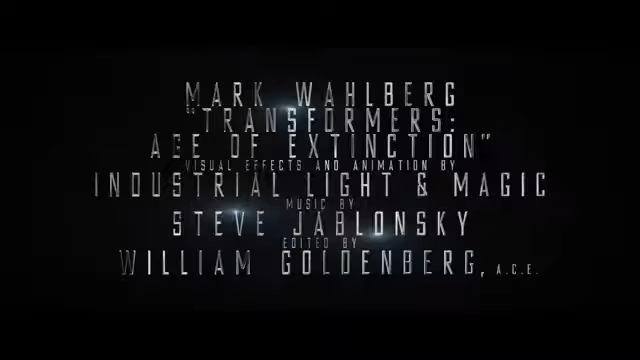 MARK WAHLBERG
"TRANSFORMERS:
AGE OF EXTINCTION"
VISUAL EFFECTS AND ANIMATION BY
INDUSTRIAL LIGHT & MAGIC
MUSIC BY
STEVE JABLONSKY
EDITED BY
WILLIAM GOLDENBERG, A.C.E.